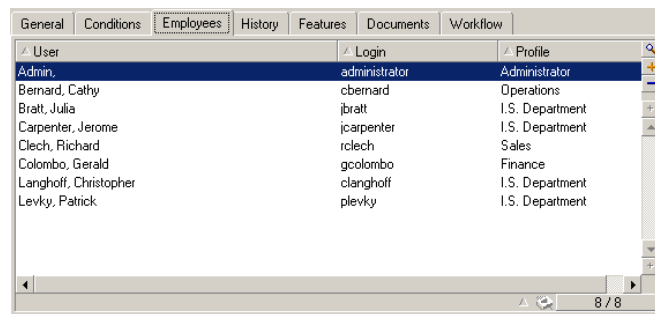 General Conditions Employees History Features Documents Workflow
User Login Profile
Admin, administrator Administrator
Bernard, Cathy cbernard Operations
Bratt, Julia jbratt I.S. Department
Carpenter, Jerome jcarpenter I.S. Department
Clech, Richard rclech Sales
Colombo, Gerald gcolombo Finance
Langhoff, Christopher clanghoff I.S. Department
Levky, Patrick plevky I.S. Department
8 / 8